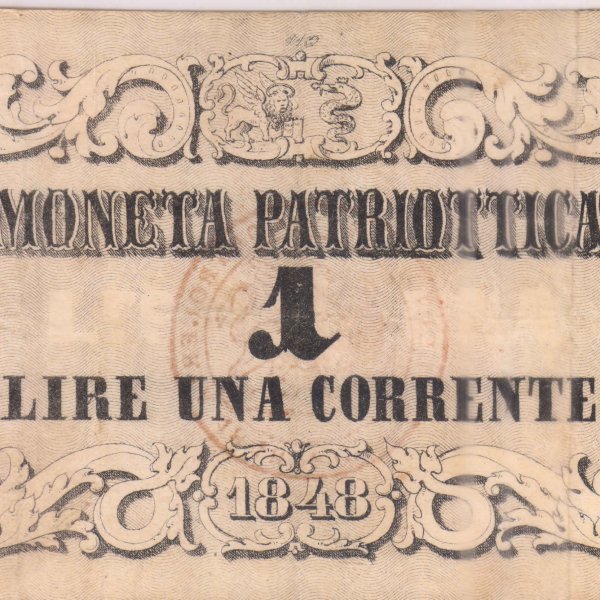 MONETA PATRIOTTICA
1
LIRE UNA CORRENTE
1848